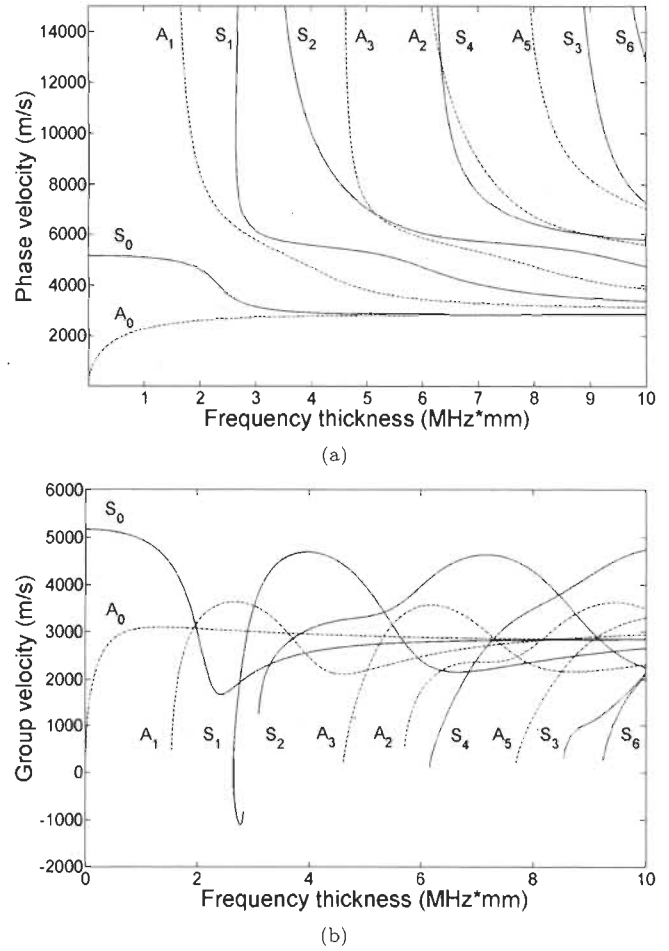 14000
12000
10000
8000
6000
4000
2000
Phase velocity (m/s)
A1 S1 S2 A3 A2 S4 A5 S3 S6
S0
A0
1 2 3 4 5 6 7 8 9 10
Frequency thickness (MHz*mm)
(a)
6000
5000
4000
3000
2000
1000
0
-1000
-2000
Group velocity (m/s)
S0
A0
A1 S1 S2 A3 A2 S4 A5 S3 S6
0 2 4 6 8 10
Frequency thickness (MHz*mm)
(b)